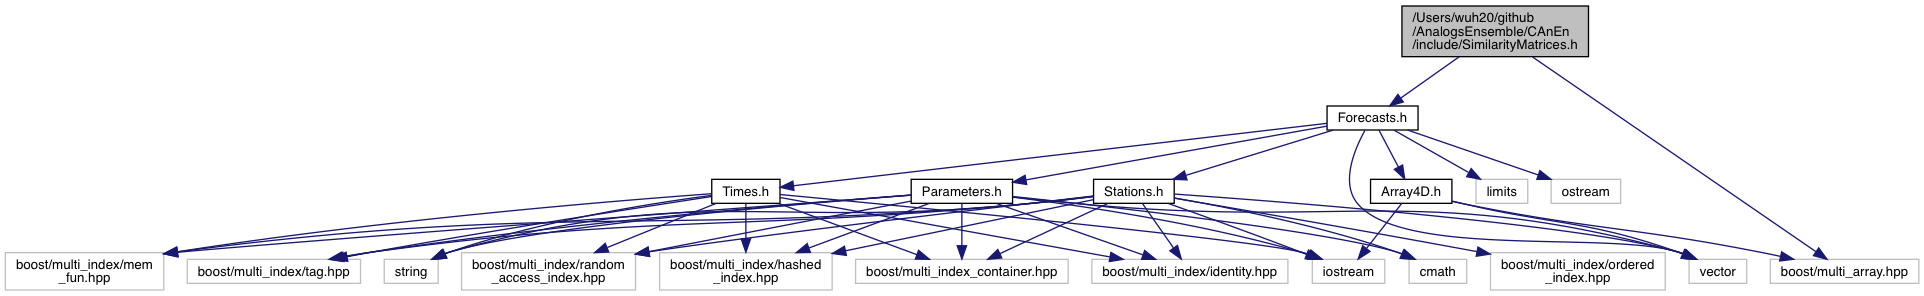 /Users/wuh20/github
/AnalogsEnsemble/CAnEn
/include/SimilarityMatrices.h
Forecasts.h
Times.h
Parameters.h
Stations.h
Array4D.h
limits
ostream
boost/multi_index/mem
_fun.hpp
boost/multi_index/tag.hpp
string
boost/multi_index/random
_access_index.hpp
boost/multi_index/hashed
_index.hpp
boost/multi_index_container.hpp
boost/multi_index/identity.hpp
iostream
cmath
boost/multi_index/ordered
_index.hpp
vector
boost/multi_array.hpp